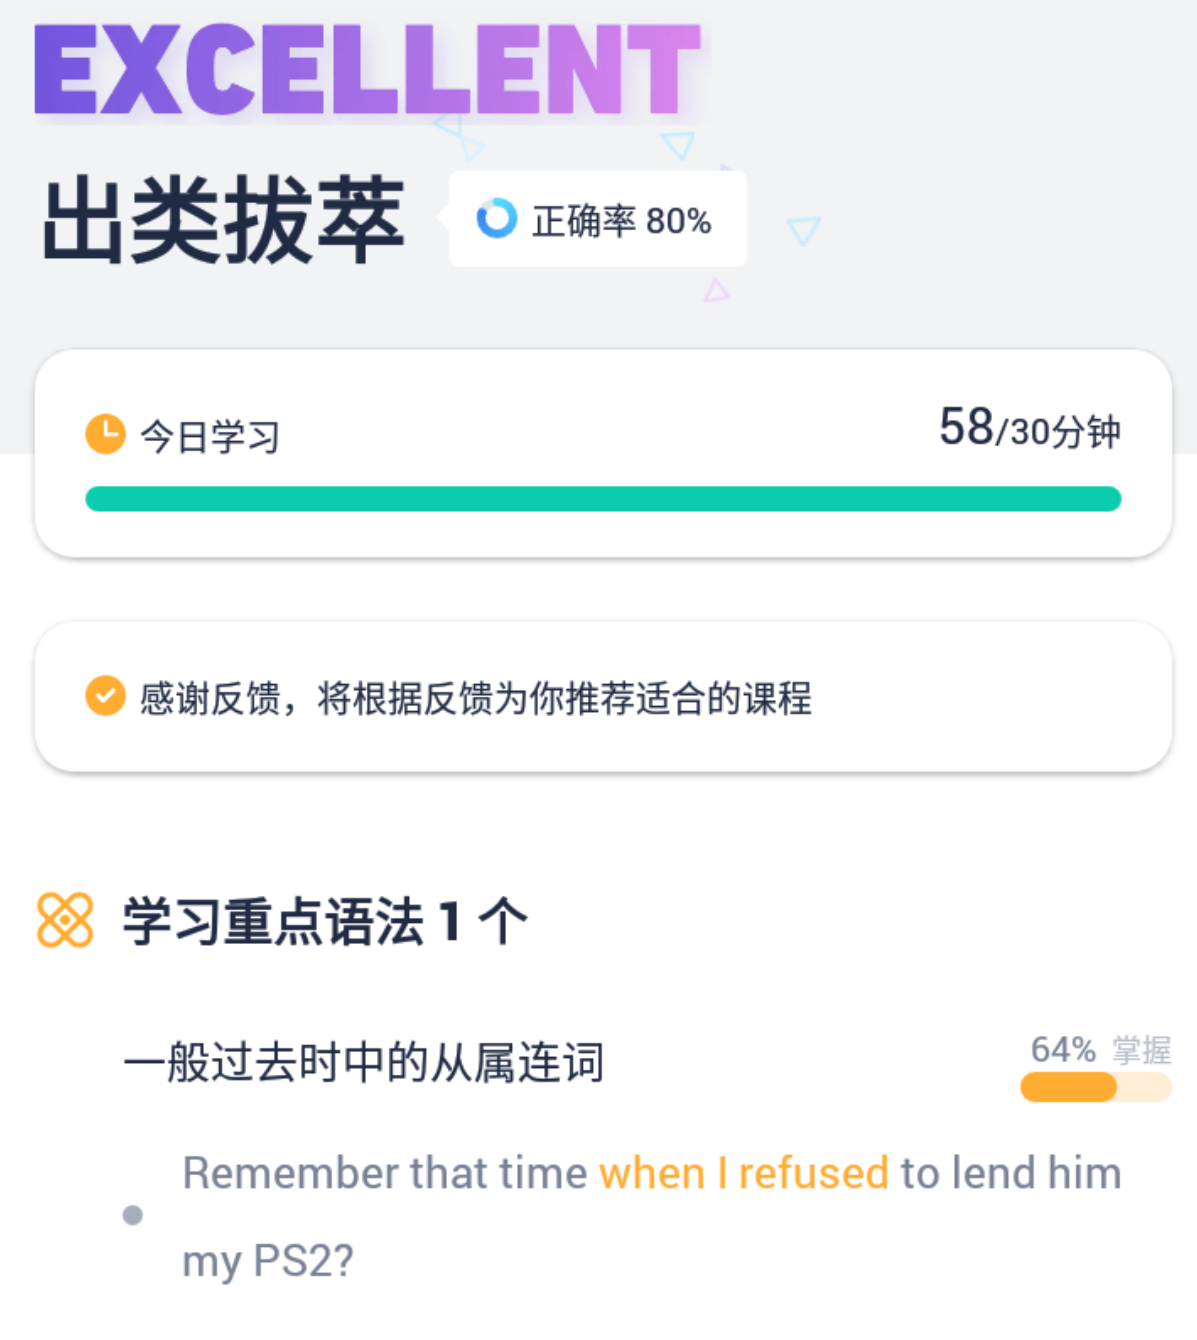 EXCELLENT
出类拔萃
正确率 80%
今日学习
58/30分钟
感谢反馈，将根据反馈为你推荐适合的课程
学习重点语法 1 个
一般过去时中的从属连词
64% 掌握
Remember that time when I refused to lend him
my PS2?